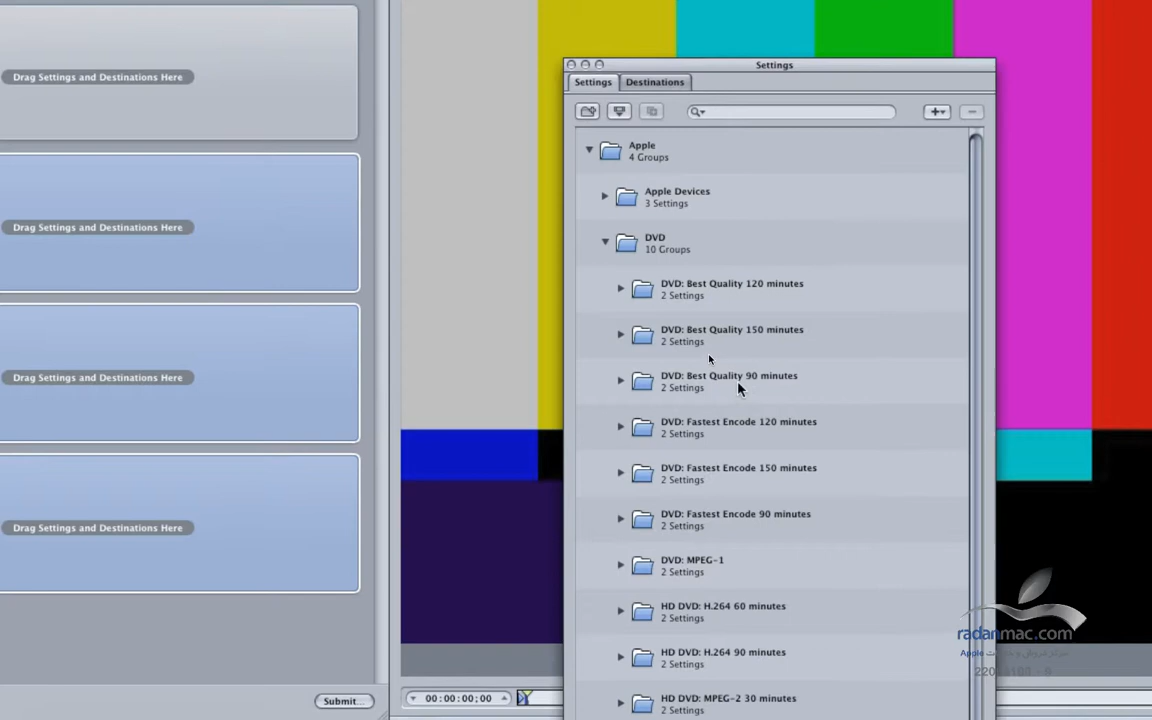 Drag Settings and Destinations Here
Drag Settings and Destinations Here
Drag Settings and Destinations Here
Drag Settings and Destinations Here
Submit...
Settings
Settings
Destinations
Apple
4 Groups
Apple Devices
3 Settings
DVD
10 Groups
DVD: Best Quality 120 minutes
2 Settings
DVD: Best Quality 150 minutes
2 Settings
DVD: Best Quality 90 minutes
2 Settings
DVD: Fastest Encode 120 minutes
2 Settings
DVD: Fastest Encode 150 minutes
2 Settings
DVD: Fastest Encode 90 minutes
2 Settings
DVD: MPEG-1
2 Settings
HD DVD: H.264 60 minutes
2 Settings
HD DVD: H.264 90 minutes
2 Settings
HD DVD: MPEG-2 30 minutes
2 Settings
00:00:00;00
radanmac.com
Apple